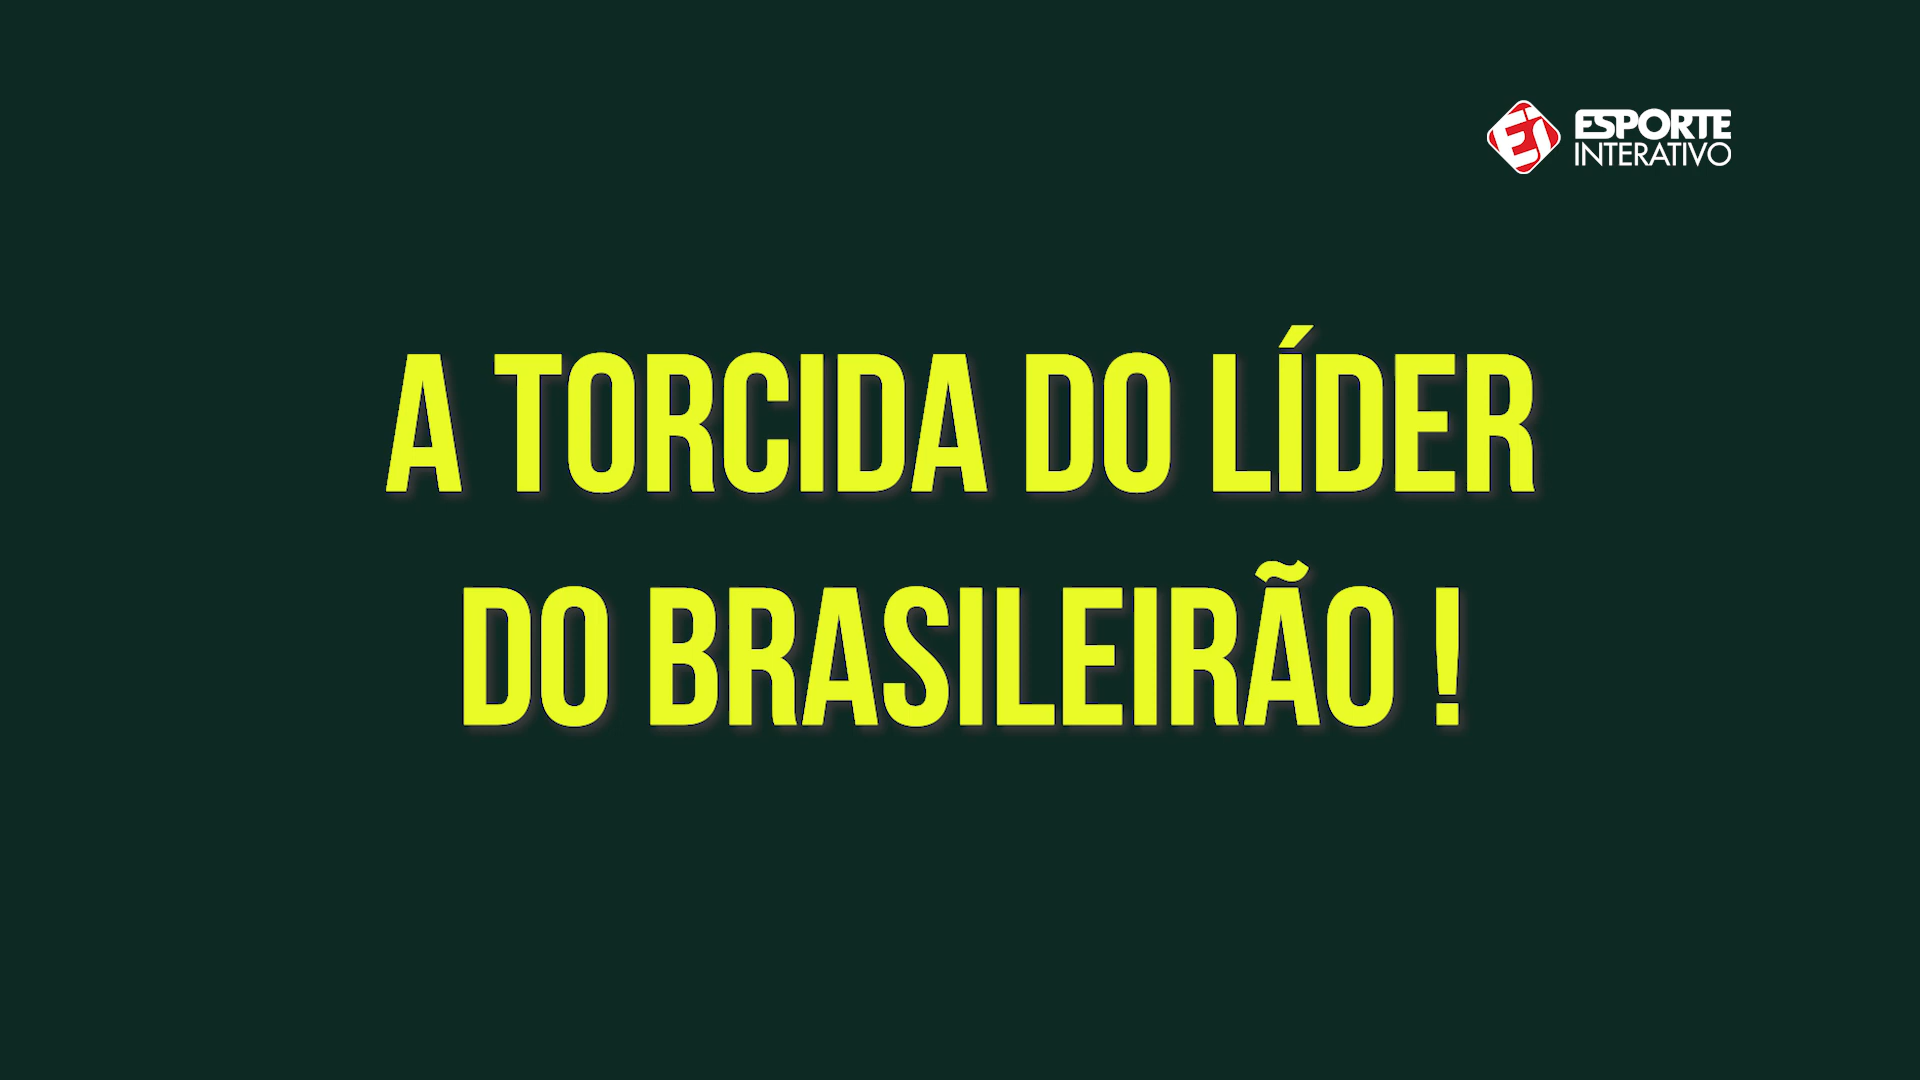 ESPORTE
INTERATIVO
A TORCIDA DO LÍDER
DO BRASILEIRÃO !